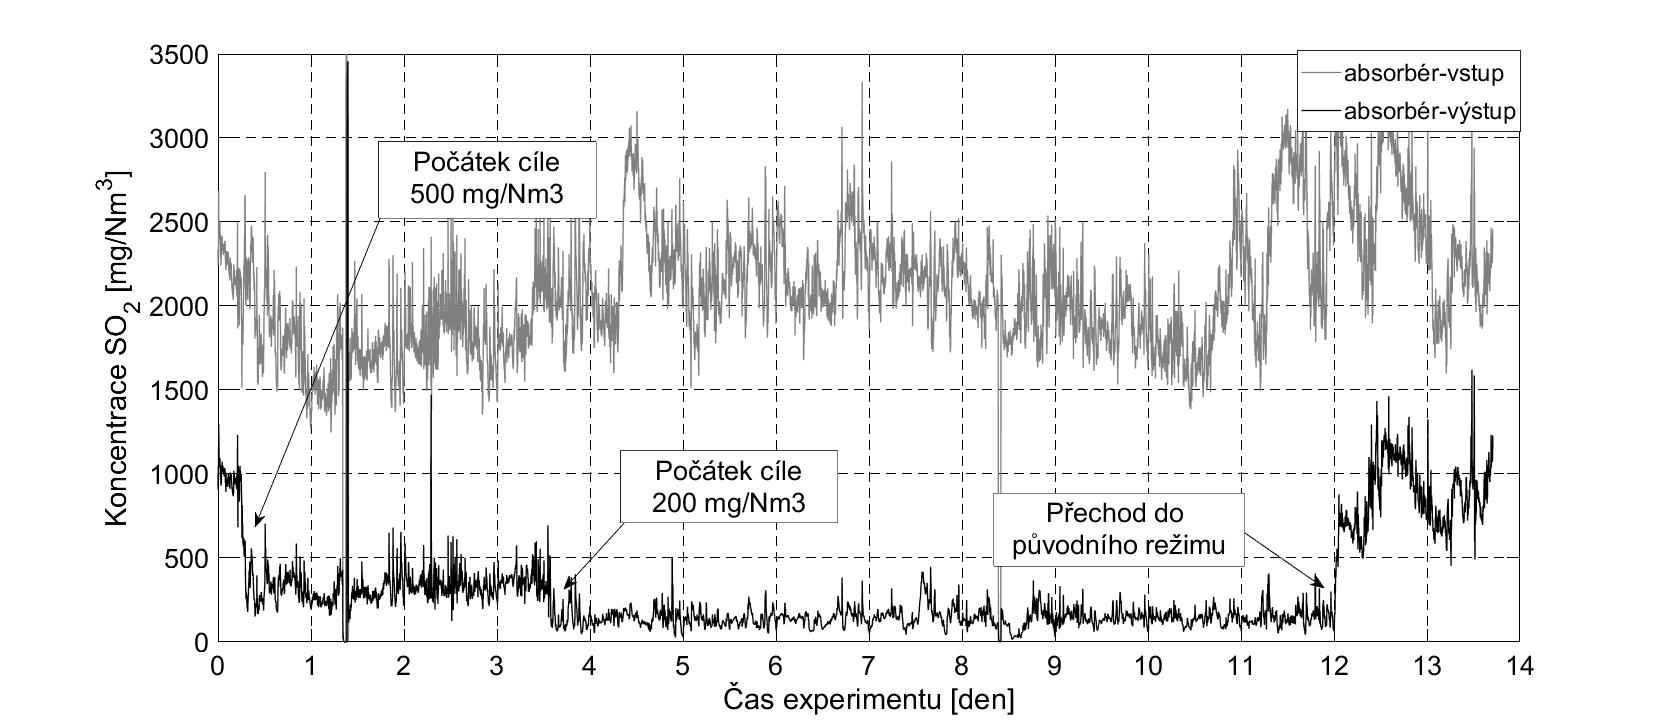 3500
3000
2500
2000
1500
1000
500
0
Koncentrace SO2 [mg/Nm3]
absorbér-vstup
absorbér-výstup
Počátek cíle
500 mg/Nm3
Počátek cíle
200 mg/Nm3
Přechod do
původního režimu
0 1 2 3 4 5 6 7 8 9 10 11 12 13 14
Čas experimentu [den]